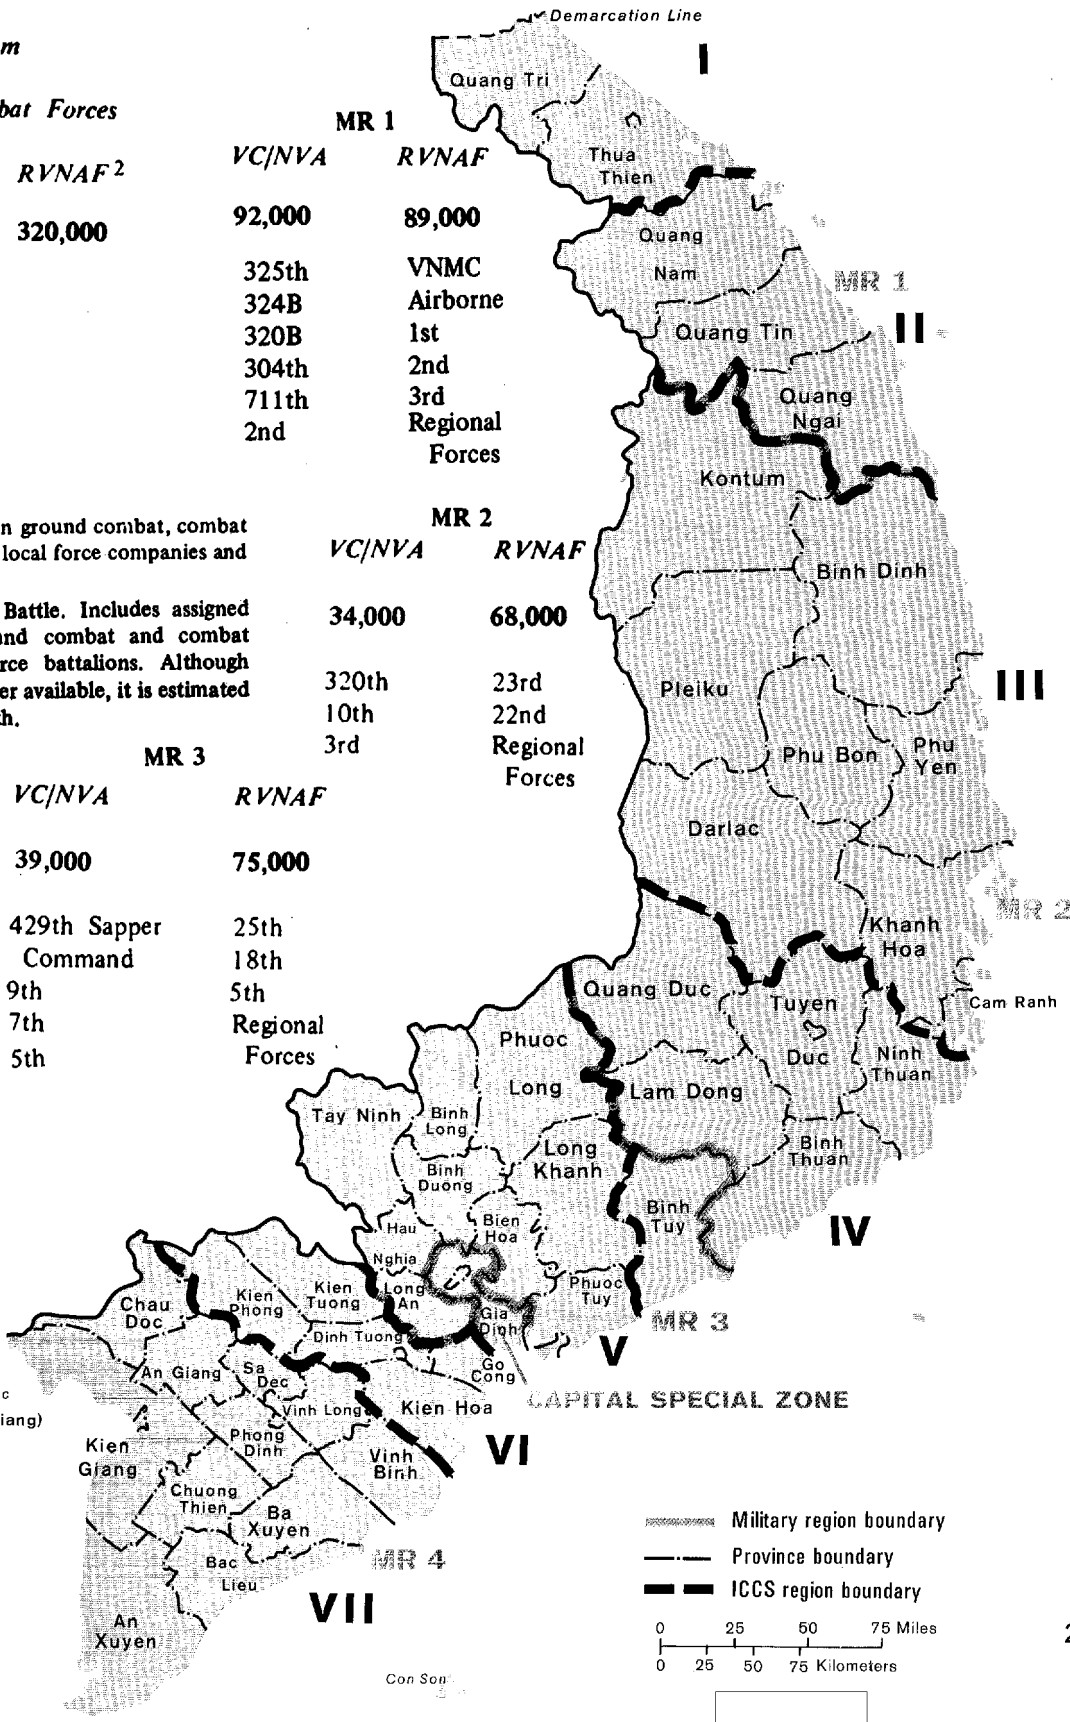 Demarcation Line
m
bat Forces
RVNAF²
320,000
MR 1
VC/NVA RVNAF
92,000 89,000
325th VNMC
324B Airborne
320B 1st
304th 2nd
711th 3rd
2nd Regional
Forces
n ground combat, combat
local force companies and
Battle. Includes assigned
und combat and combat
rce battalions. Although
er available, it is estimated
th.
MR 2
VC/NVA RVNAF
34,000 68,000
320th 23rd
10th 22nd
3rd Regional
Forces
MR 3
VC/NVA RVNAF
39,000 75,000
429th Sapper 25th
Command 18th
9th 5th
7th Regional
5th Forces
I
Quang Tri
Thua
Thien
Quang
Nam
MR 1
II
Quang Tin
Quang
Ngai
Kontum
Binh Dinh
III
Pleiku
Phu Bon
Phu
Yen
Darlac
MR 2
Khanh
Hoa
Cam Ranh
Quang Duc
Tuyen
Duc
Ninh
Thuan
Phuoc
Long
Lam Dong
Tay Ninh
Binh
Long
Long
Khanh
Binh
Thuan
Binh
Duong
Binh
Tuy
IV
Hau
Nghia
Bien
Hoa
Phuoc
Tuy
MR 3
V
Long
An
Gia
Dinh
Kien
Tuong
Kien
Phong
Chau
Doc
Dinh Tuong
Go
Cong
CAPITAL SPECIAL ZONE
An Giang
Sa
Dec
Vinh Long
Kien Hoa
VI
c
iang)
Kien
Giang
Phong
Dinh
Vinh
Binh
Chuong
Thien
Ba
Xuyen
MR 4
Bac
Lieu
VII
An
Xuyen
Con Son
Military region boundary
Province boundary
ICCS region boundary
0 25 50 75 Miles
0 25 50 75 Kilometers
2